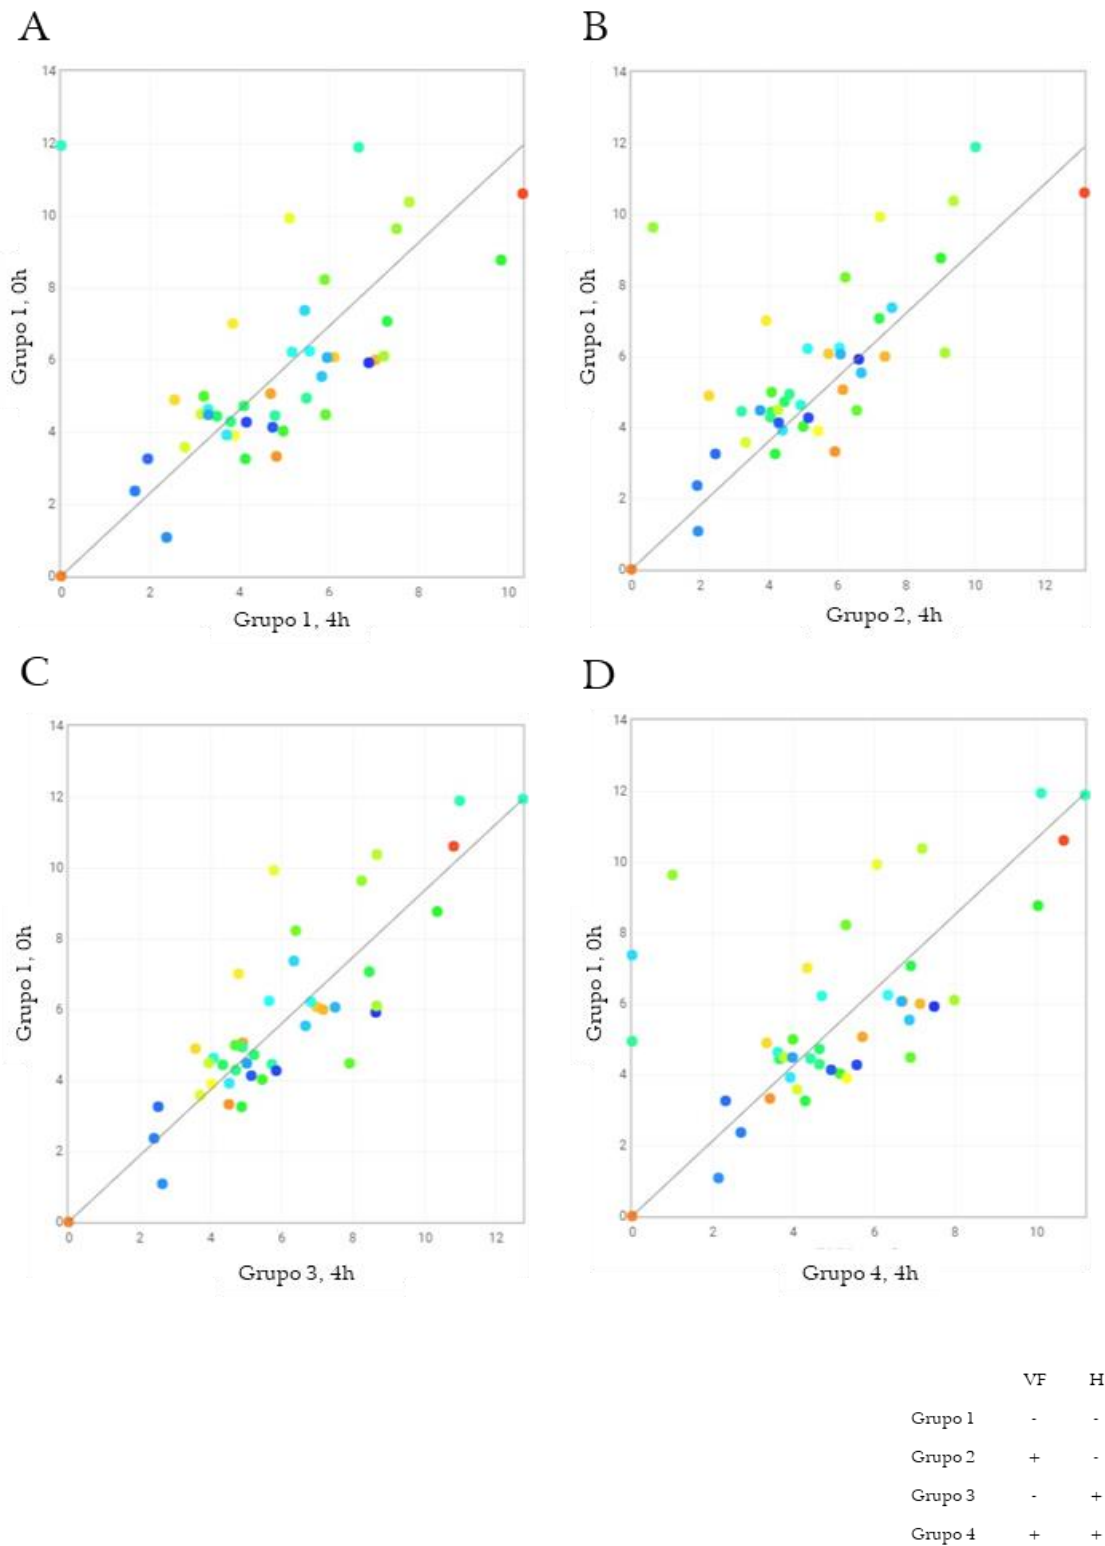 A
14
12
10
8
6
4
2
0
0 2 4 6 8 10
Grupo 1, 0h
Grupo 1, 4h
B
14
12
10
8
6
4
2
0
0 2 4 6 8 10 12
Grupo 1, 0h
Grupo 2, 4h
C
14
12
10
8
6
4
2
0
0 2 4 6 8 10 12
Grupo 1, 0h
Grupo 3, 4h
D
14
12
10
8
6
4
2
0
0 2 4 6 8 10
Grupo 1, 0h
Grupo 4, 4h
VF H
Grupo 1 - -
Grupo 2 + -
Grupo 3 - +
Grupo 4 + +